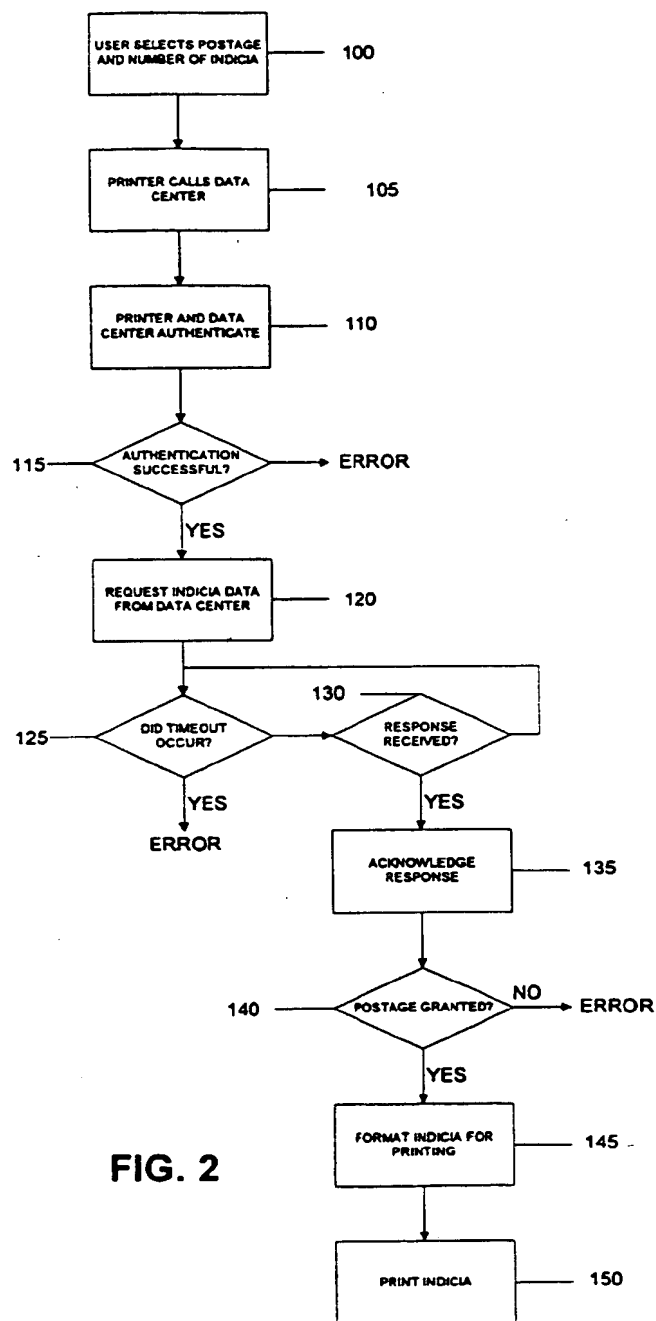 USER SELECTS POSTAGE
AND NUMBER OF INDICIA
100
PRINTER CALLS DATA
CENTER
105
PRINTER AND DATA
CENTER AUTHENTICATE
110
115
AUTHENTICATION
SUCCESSFUL?
ERROR
YES
REQUEST INDICIA DATA
FROM DATA CENTER
120
130
125
DID TIMEOUT
OCCUR?
RESPONSE
RECEIVED?
YES
ERROR
YES
ACKNOWLEDGE
RESPONSE
135
140
POSTAGE GRANTED?
NO
ERROR
YES
FORMAT INDICIA FOR
PRINTING
145
FIG. 2
PRINT INDICIA
150